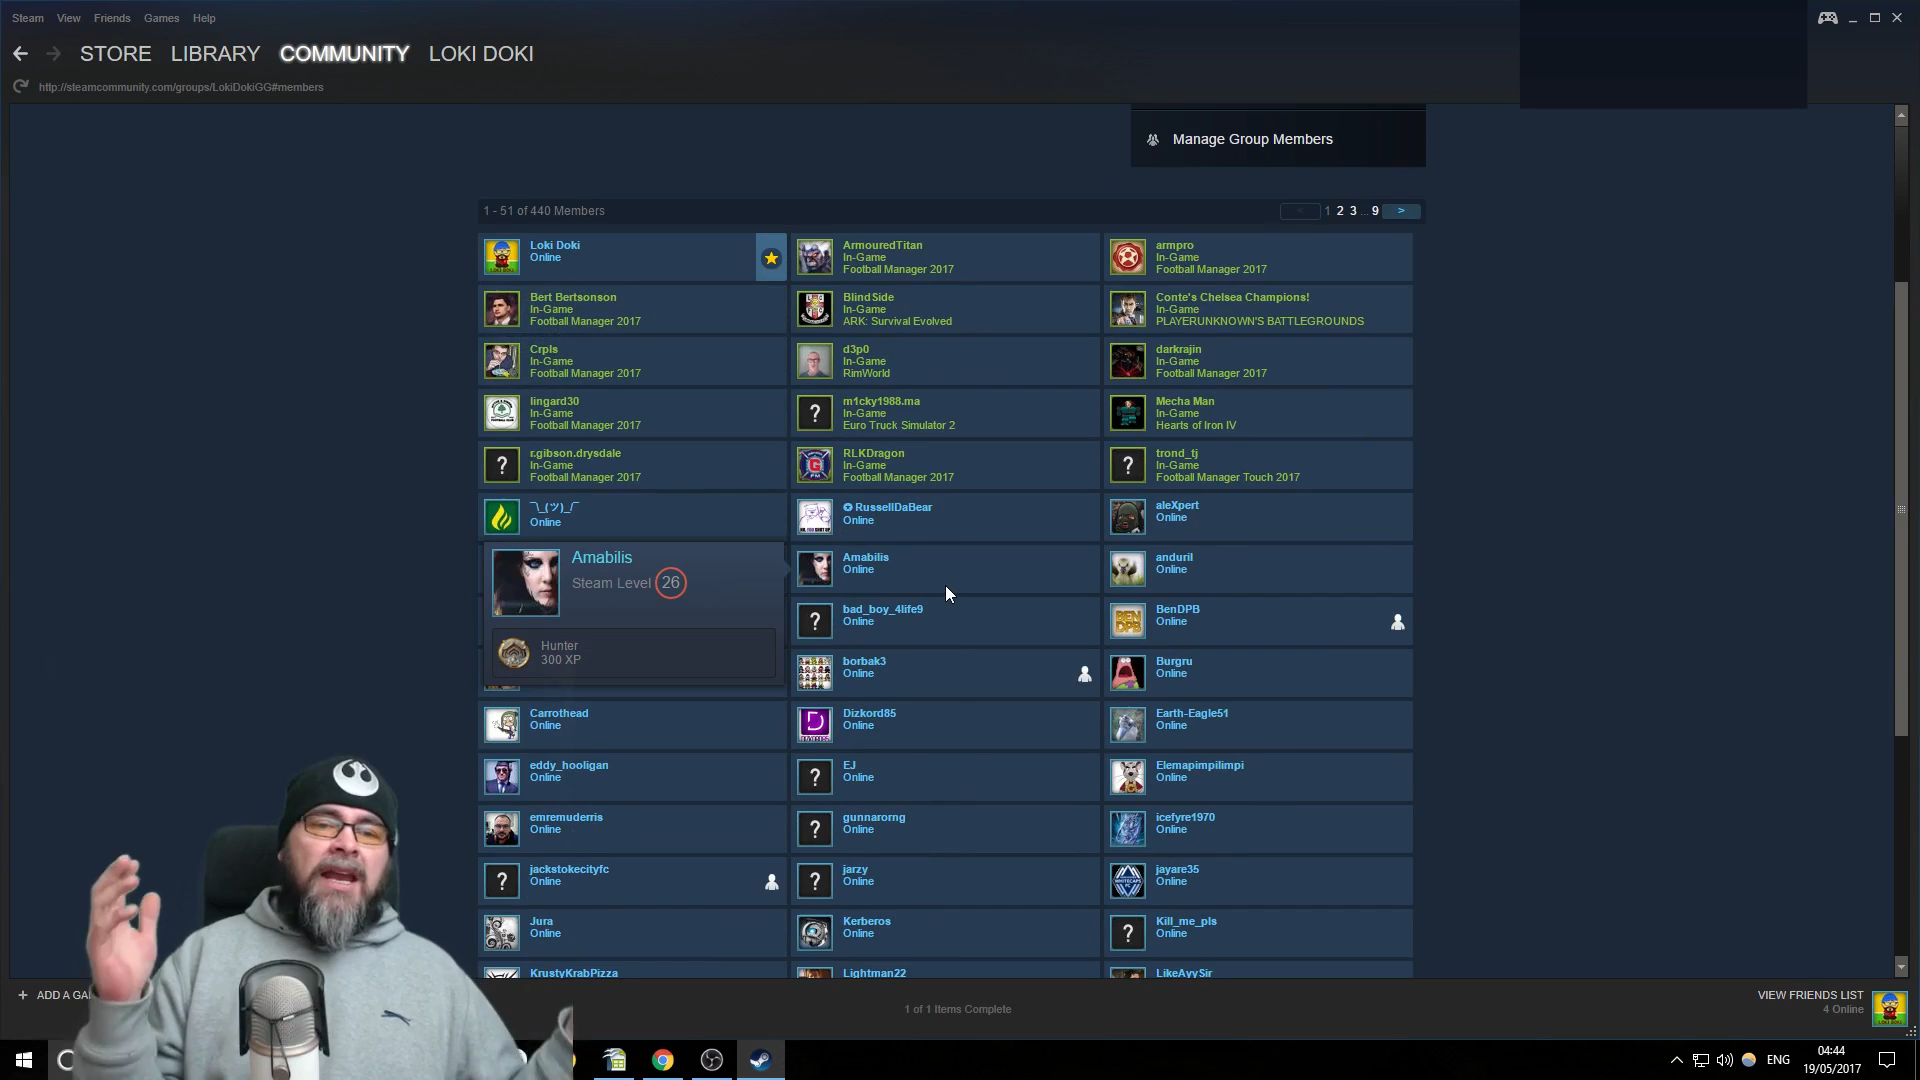 Steam View Friends Games Help
STORE LIBRARY COMMUNITY LOKI DOKI
http://steamcommunity.com/groups/LokiDokiGG#members
Manage Group Members
1 - 51 of 440 Members
< 1 2 3 ... 9 >
Loki Doki
Online
ArmouredTitan
In-Game
Football Manager 2017
armpro
In-Game
Football Manager 2017
Bert Bertsonson
In-Game
Football Manager 2017
BlindSide
In-Game
ARK: Survival Evolved
Conte's Chelsea Champions!
In-Game
PLAYERUNKNOWN'S BATTLEGROUNDS
Crpls
In-Game
Football Manager 2017
d3p0
In-Game
RimWorld
darkrajin
In-Game
Football Manager 2017
lingard30
In-Game
Football Manager 2017
?
m1cky1988.ma
In-Game
Euro Truck Simulator 2
Mecha Man
In-Game
Hearts of Iron IV
?
r.gibson.drysdale
In-Game
Football Manager 2017
RLKDragon
In-Game
Football Manager 2017
?
trond_tj
In-Game
Football Manager Touch 2017
¯\_(ツ)_/¯
Online
✪ RussellDaBear
Online
aleXpert
Online
Amabilis
Steam Level 26
Hunter
300 XP
Amabilis
Online
anduril
Online
?
bad_boy_4life9
Online
BEN DPB
BenDPB
Online
borbak3
Online
Burgru
Online
Carrothead
Online
Dizkord85
Online
Earth-Eagle51
Online
eddy_hooligan
Online
?
EJ
Online
Elemapimpilimpi
Online
emremuderris
Online
?
gunnarorng
Online
icefyre1970
Online
?
jackstokecityfc
Online
?
jarzy
Online
jayare35
Online
Jura
Online
Kerberos
Online
?
Kill_me_pls
Online
KrustyKrabPizza
Lightman22
LikeAyySir
+ ADD A GA
1 of 1 Items Complete
VIEW FRIENDS LIST
4 Online
ENG
04:44
19/05/2017